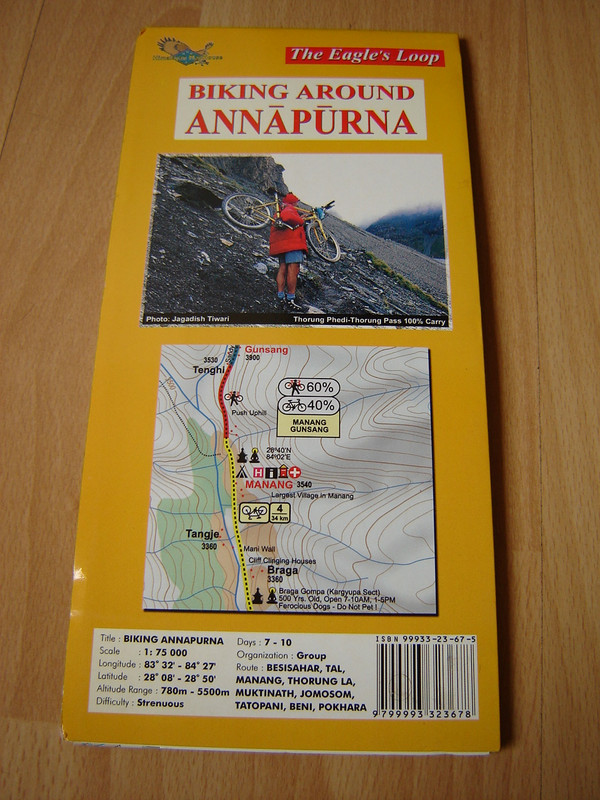 Himalayan Map House
The Eagle's Loop
BIKING AROUND
ANNĀPŪRNA
Photo: Jagadish Tiwari
Thorung Phedi-Thorung Pass 100% Carry
Gunsang
3900
3530
Tenghi
60%
40%
Push Uphill
MANANG
GUNSANG
28°40'N
84°02'E
H i
MANANG 3540
Largest Village in Manang
4
34 km
Tangje
3360
Mani Wall
Cliff Clinging Houses
Braga
3360
Braga Gompa (Kargyupa Sect)
500 Yrs. Old, Open 7-10AM, 1-5PM
Ferocious Dogs - Do Not Pet !
Title : BIKING ANNAPURNA
Scale : 1: 75 000
Longitude : 83° 32' - 84° 27'
Latitude : 28° 08' - 28° 50'
Altitude Range : 780m - 5500m
Difficulty : Strenuous
Days : 7 - 10
Organization : Group
Route : BESISAHAR, TAL,
MANANG, THORUNG LA,
MUKTINATH, JOMOSOM,
TATOPANI, BENI, POKHARA
ISBN 99933-23-67-5
9 799993 323678